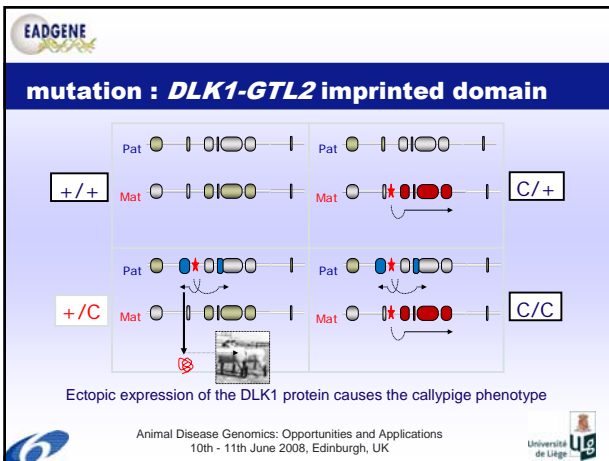 EADGENE
mutation : DLK1-GTL2 imprinted domain
Pat
Pat
+/+
Mat
Mat
C/+
Pat
Pat
+/C
Mat
Mat
C/C
Ectopic expression of the DLK1 protein causes the callypige phenotype
Animal Disease Genomics: Opportunities and Applications
10th - 11th June 2008, Edinburgh, UK
6
Université
de Liège